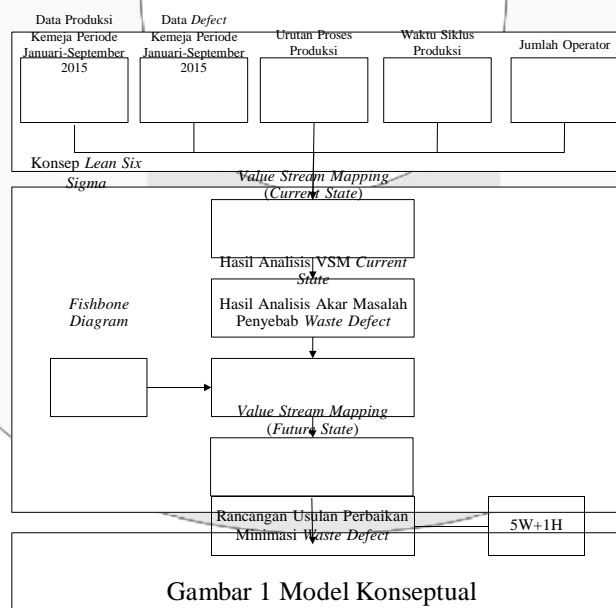 Data Produksi
Kemeja Periode
Januari-September
2015
Data Defect
Kemeja Periode
Januari-September
2015
Urutan Proses
Produksi
Waktu Siklus
Produksi
Jumlah Operator
Konsep Lean Six
Sigma
Value Stream Mapping
(Current State)
Hasil Analisis VSM Current
State
Fishbone
Diagram
Hasil Analisis Akar Masalah
Penyebab Waste Defect
Value Stream Mapping
(Future State)
Rancangan Usulan Perbaikan
Minimasi Waste Defect
5W+1H
Gambar 1 Model Konseptual